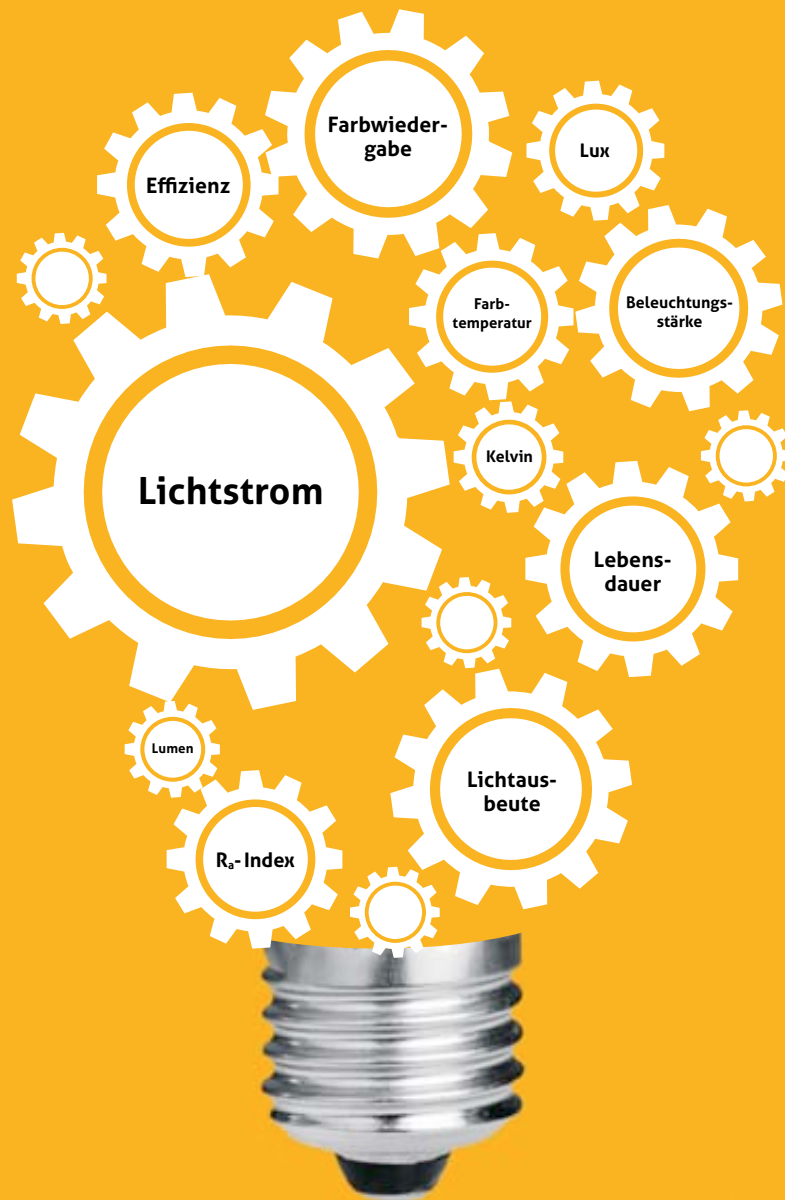 Farbwieder-
gabe
Lux
Effizienz
Farb-
temperatur
Beleuchtungs-
stärke
Kelvin
Lichtstrom
Lebens-
dauer
Lumen
Lichtaus-
beute
Rₐ-Index